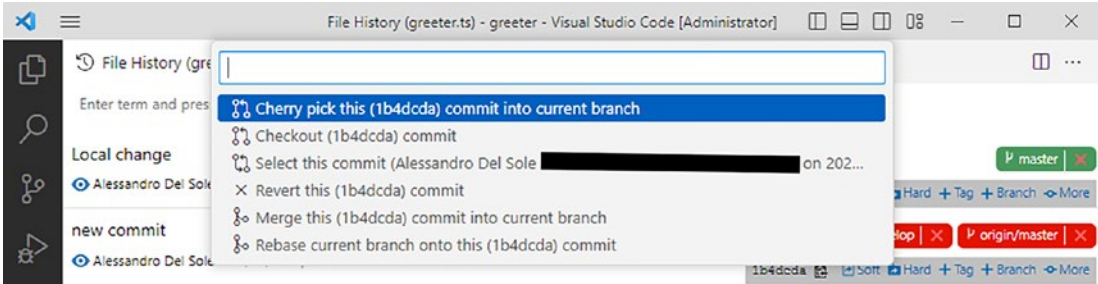 File History (greeter.ts) - greeter - Visual Studio Code [Administrator]
File History (gre
Enter term and pres
Cherry pick this (1b4dcda) commit into current branch
Checkout (1b4dcda) commit
Select this commit (Alessandro Del Sole on 202...
Revert this (1b4dcda) commit
Merge this (1b4dcda) commit into current branch
Rebase current branch onto this (1b4dcda) commit
Local change
master
Alessandro Del Sole
Hard + Tag + Branch More
new commit
lop
origin/master
Alessandro Del Sole
1b4dcda Soft Hard + Tag + Branch More